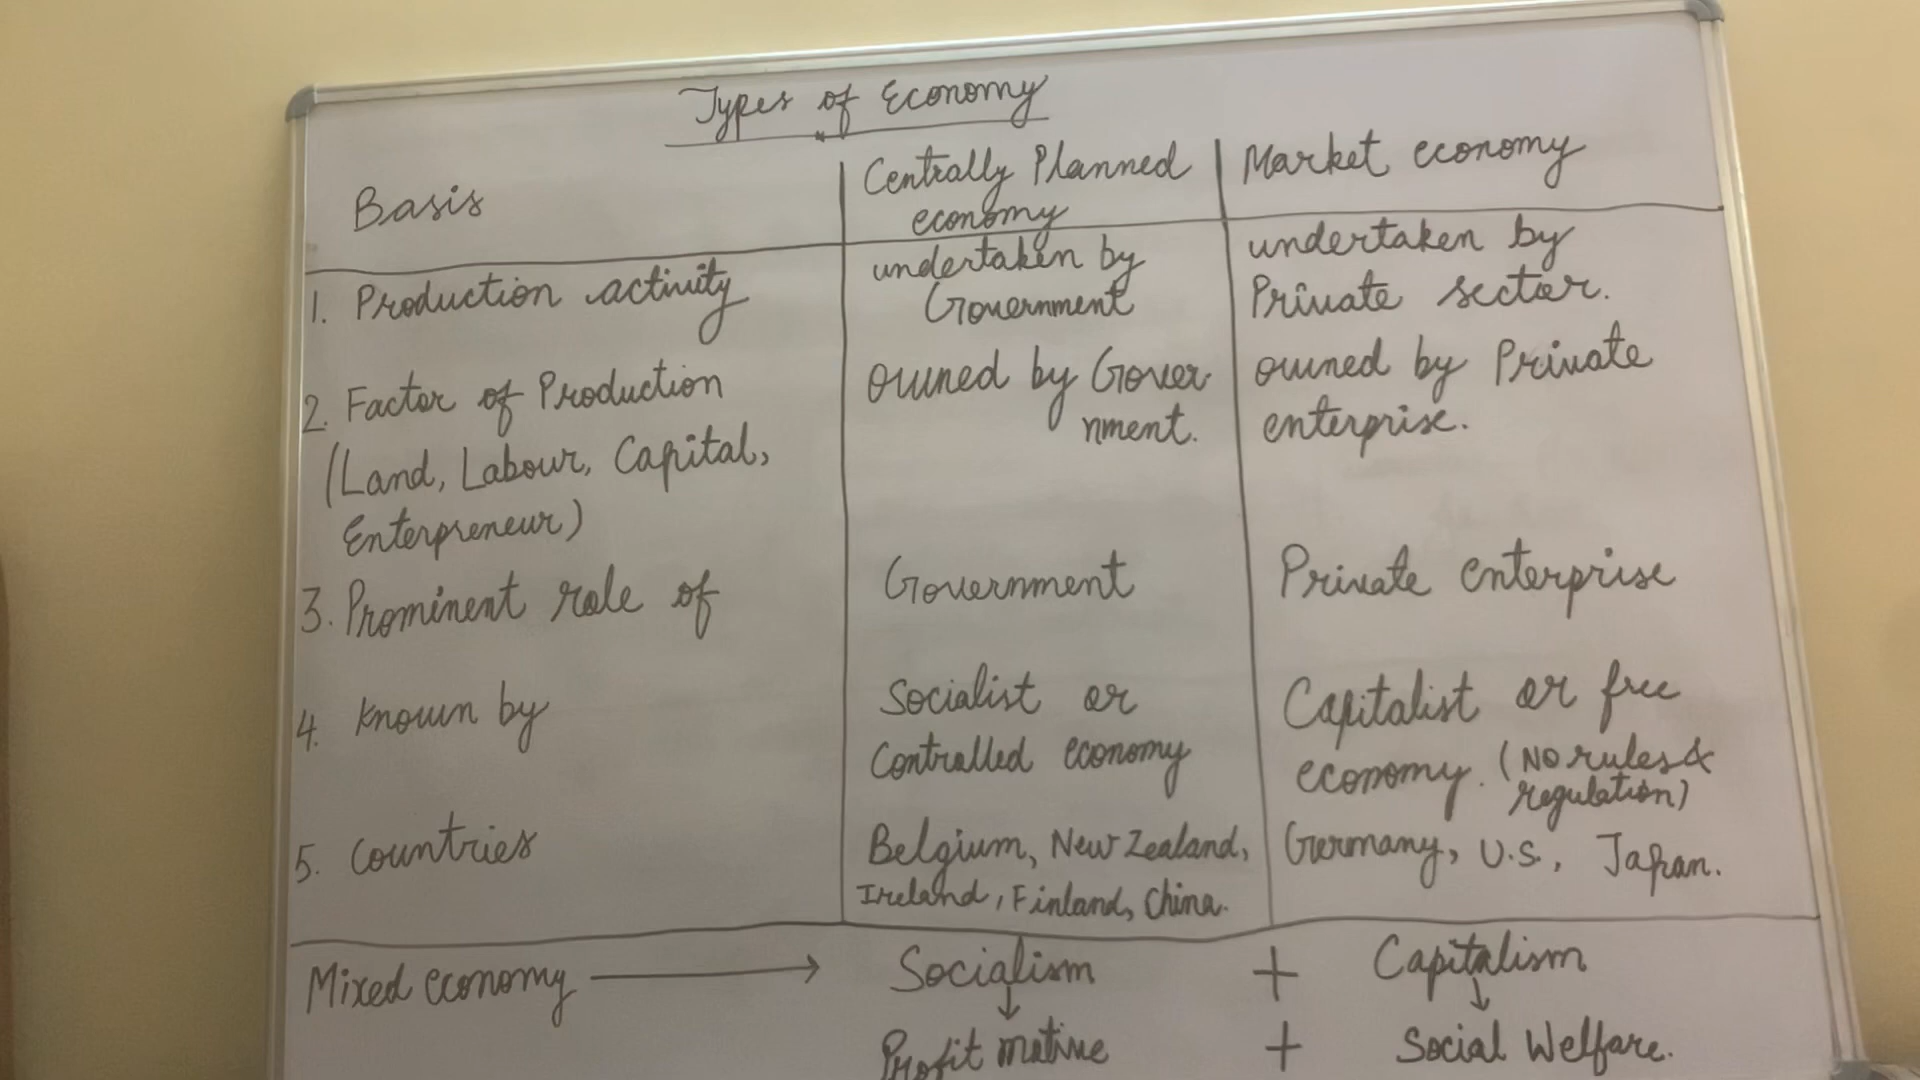 Types of Economy
Basis
Centrally Planned
economy
Market economy
1. Production activity
undertaken by
Government
undertaken by
Private sector.
2. Factor of Production
(Land, Labour, Capital,
Enterpreneur)
owned by Gover
nment.
owned by Private
enterprise.
3. Prominent role of
Government
Private enterprise
4. Known by
Socialist or
Controlled economy
Capitalist or free
economy. (No rules &
regulation)
5. Countries
Belgium, New Zealand,
Ireland, Finland, China.
Germany, U.S., Japan.
Mixed economy → Socialism + Capitalism
↓ ↓
Profit motive + Social Welfare.